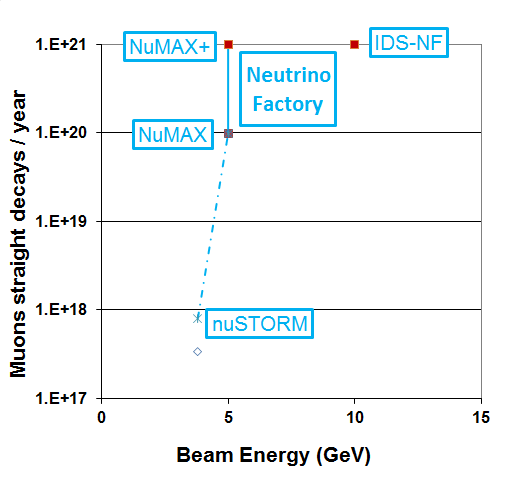 1.E+21
NuMAX+
IDS-NF
Neutrino
Factory
1.E+20
NuMAX
1.E+19
1.E+18
nuSTORM
1.E+17
0
5
10
15
Muons straight decays / year
Beam Energy (GeV)